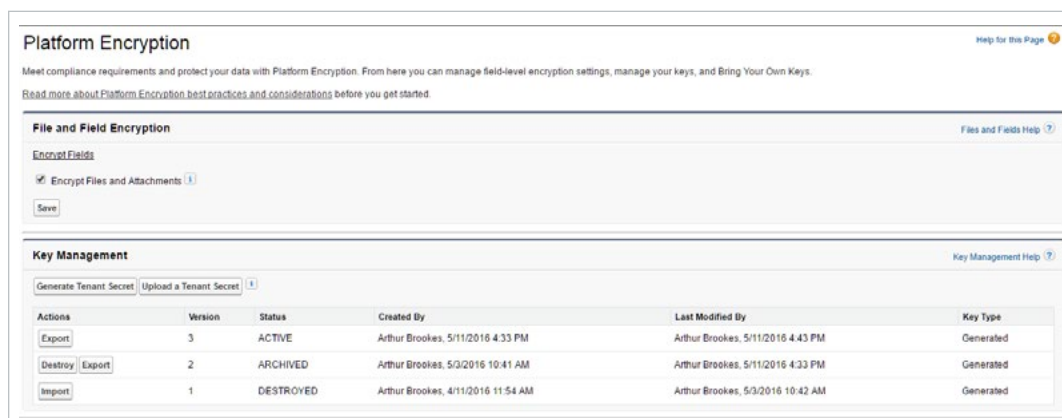 Platform Encryption
Help for this Page
Meet compliance requirements and protect your data with Platform Encryption. From here you can manage field-level encryption settings, manage your keys, and Bring Your Own Keys.
Read more about Platform Encryption best practices and considerations before you get started.
File and Field Encryption
Files and Fields Help ?
Encrypt Fields
Encrypt Files and Attachments i
Save
Key Management
Key Management Help ?
Generate Tenant Secret Upload a Tenant Secret i
Actions Version Status Created By Last Modified By Key Type
Export 3 ACTIVE Arthur Brookes, 5/11/2016 4:33 PM Arthur Brookes, 5/11/2016 4:43 PM Generated
Destroy Export 2 ARCHIVED Arthur Brookes, 5/3/2016 10:41 AM Arthur Brookes, 5/11/2016 4:33 PM Generated
Import 1 DESTROYED Arthur Brookes, 4/11/2016 11:54 AM Arthur Brookes, 5/3/2016 10:42 AM Generated